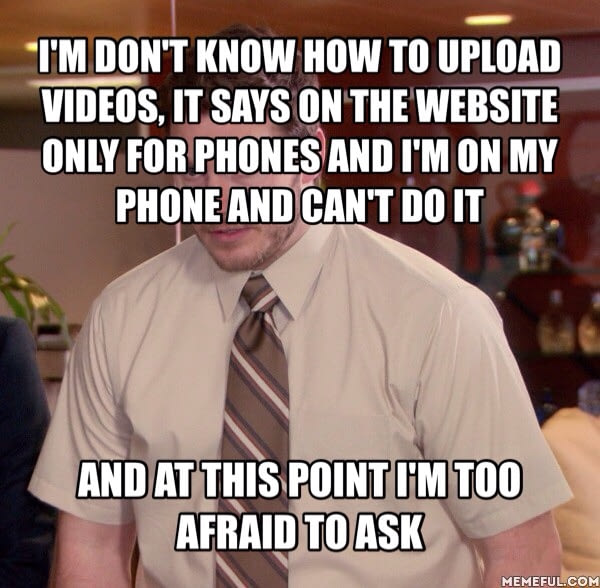 I'M DON'T KNOW HOW TO UPLOAD
VIDEOS, IT SAYS ON THE WEBSITE
ONLY FOR PHONES AND I'M ON MY
PHONE AND CAN'T DO IT
AND AT THIS POINT I'M TOO
AFRAID TO ASK
MEMEFUL.COM